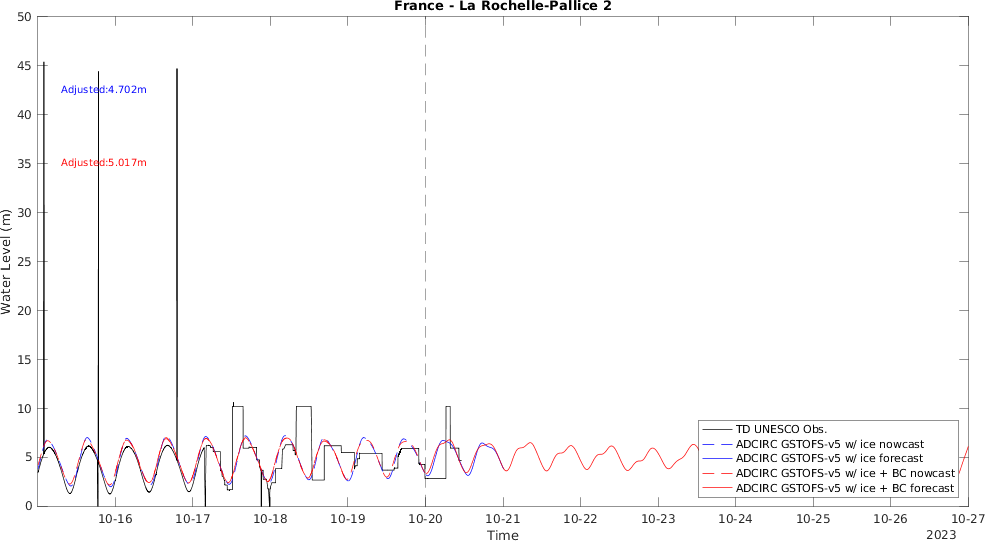 France - La Rochelle-Pallice 2
50
45
40
35
30
25
20
15
10
5
0
Water Level (m)
Adjusted:4.702m
Adjusted:5.017m
TD UNESCO Obs.
ADCIRC GSTOFS-v5 w/ ice nowcast
ADCIRC GSTOFS-v5 w/ ice forecast
ADCIRC GSTOFS-v5 w/ ice + BC nowcast
ADCIRC GSTOFS-v5 w/ ice + BC forecast
10-16 10-17 10-18 10-19 10-20 10-21 10-22 10-23 10-24 10-25 10-26 10-27
Time
2023